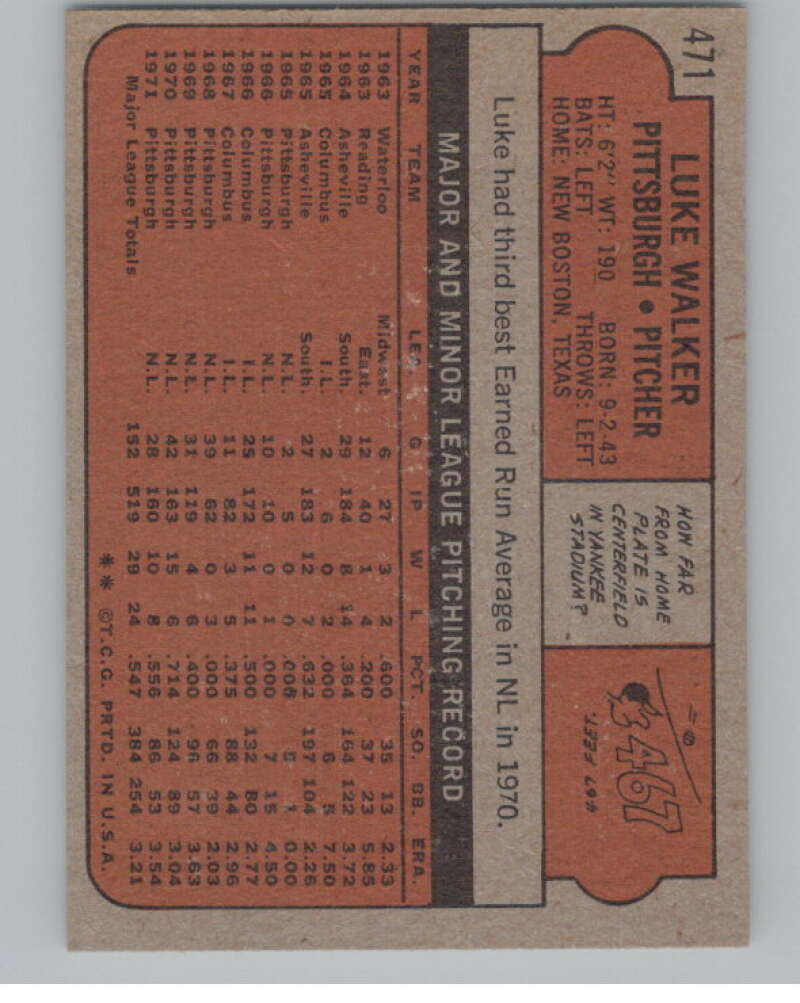 471
LUKE WALKER
PITTSBURGH • PITCHER
HT: 6'2" WT: 190 BORN: 9-2-43
BATS: LEFT THROWS: LEFT
HOME: NEW BOSTON, TEXAS
HOW FAR
FROM HOME
PLATE IS
CENTERFIELD
IN YANKEE
STADIUM?
467
467 FEET
Luke had third best Earned Run Average in NL in 1970.
MAJOR AND MINOR LEAGUE PITCHING RECORD
YEAR TEAM LEA. G IP W L PCT. SO. BB. ERA.
1963 Waterloo Midwest 6 27 3 2 .600 35 13 2.33
1963 Reading East. 12 40 1 4 .200 37 23 5.85
1964 Asheville South. 29 184 8 14 .364 164 122 3.72
1965 Columbus I.L. 2 6 0 2 .000 6 5 7.50
1965 Asheville South. 27 183 12 7 .632 197 104 2.26
1965 Pittsburgh N.L. 2 5 0 0 .000 5 1 0.00
1966 Pittsburgh N.L. 10 10 0 1 .000 7 15 4.50
1966 Columbus I.L. 25 172 11 11 .500 132 80 2.77
1967 Columbus I.L. 11 82 3 5 .375 88 44 2.96
1968 Pittsburgh N.L. 39 62 0 3 .000 66 39 2.03
1969 Pittsburgh N.L. 31 119 4 6 .400 96 57 3.63
1970 Pittsburgh N.L. 42 163 15 6 .714 124 89 3.04
1971 Pittsburgh N.L. 28 160 10 8 .556 86 53 3.54
Major League Totals 152 519 29 24 .547 384 254 3.21
** ©T.C.G. PRTD. IN U.S.A.